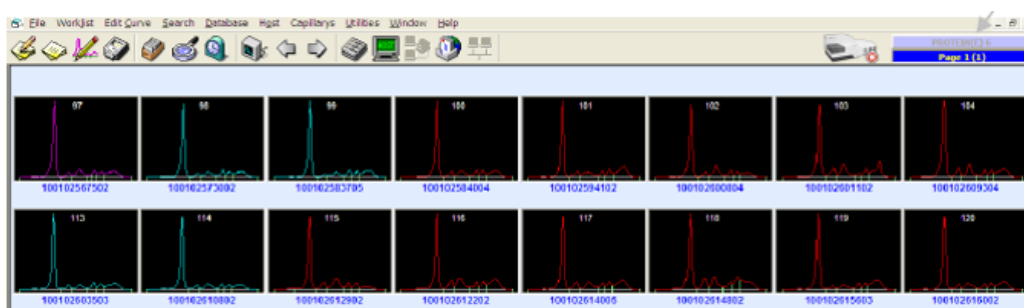 File Worklist Edit Curve Search Database Host Capillarys Utilities Window Help
PROTEIN(E) 6
Page 1 (1)
97 98 99 100 101 102 103 104
100102567502 100102573002 100102583705 100102584004 100102594102 100102600804 100102601102 100102609304
113 114 115 116 117 118 119 120
100102603503 100102610802 100102612902 100102612202 100102614006 100102614802 100102615603 100102616002